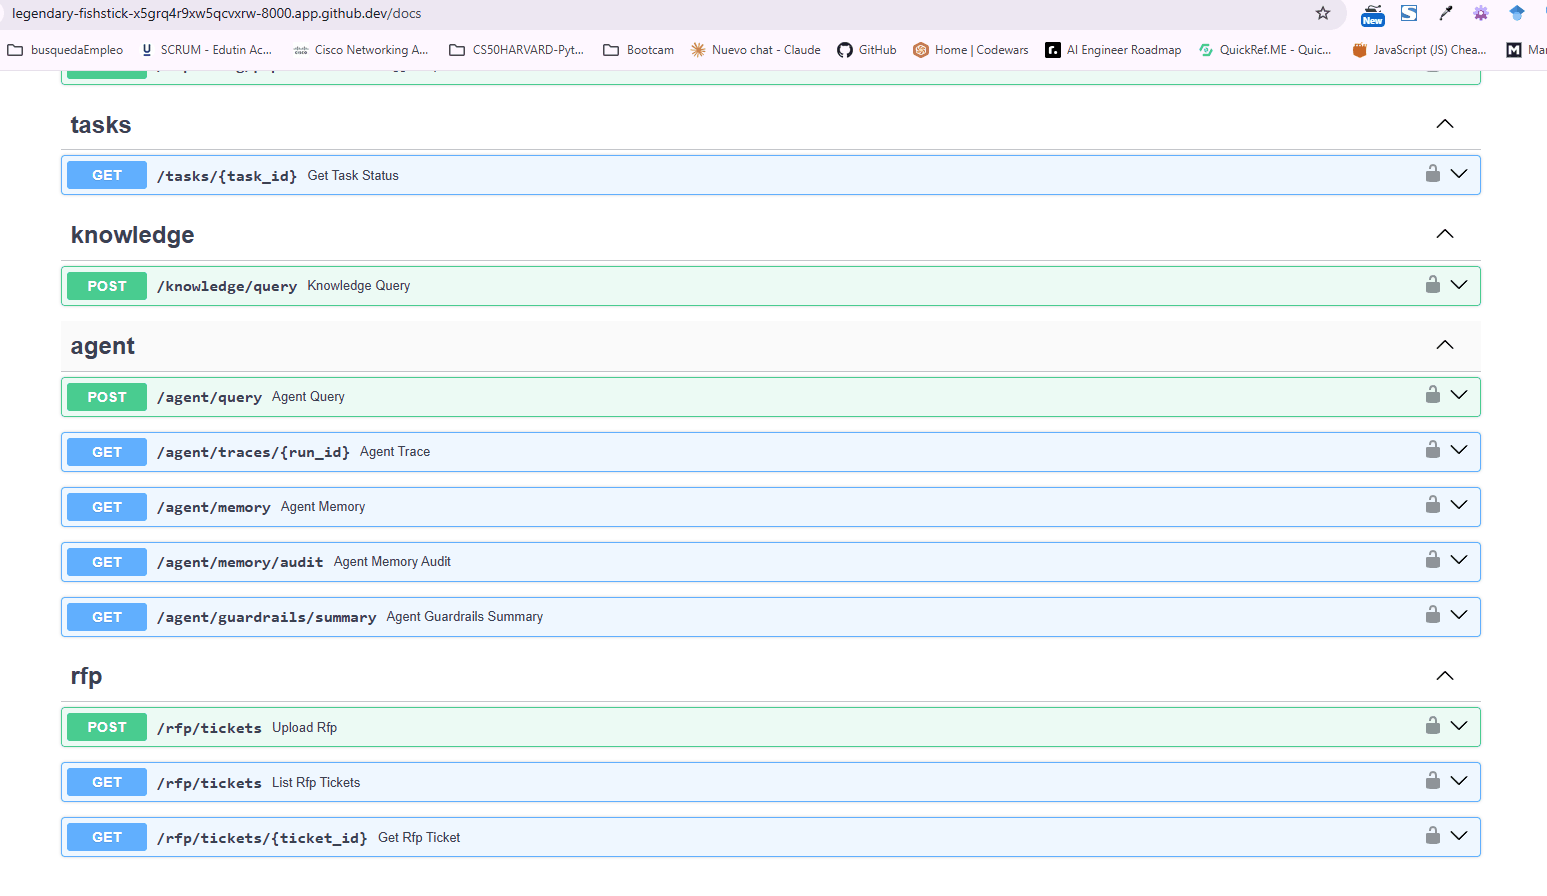 legendary-fishstick-x5grq4r9xw5qcvxrw-8000.app.github.dev/docs
New
busquedaEmpleo SCRUM - Edutin Ac... Cisco Networking A... CS50HARVARD-Pyt... Bootcam Nuevo chat - Claude GitHub Home | Codewars AI Engineer Roadmap QuickRef.ME - Quic... JavaScript (JS) Chea...
tasks
GET /tasks/{task_id} Get Task Status
knowledge
POST /knowledge/query Knowledge Query
agent
POST /agent/query Agent Query
GET /agent/traces/{run_id} Agent Trace
GET /agent/memory Agent Memory
GET /agent/memory/audit Agent Memory Audit
GET /agent/guardrails/summary Agent Guardrails Summary
rfp
POST /rfp/tickets Upload Rfp
GET /rfp/tickets List Rfp Tickets
GET /rfp/tickets/{ticket_id} Get Rfp Ticket